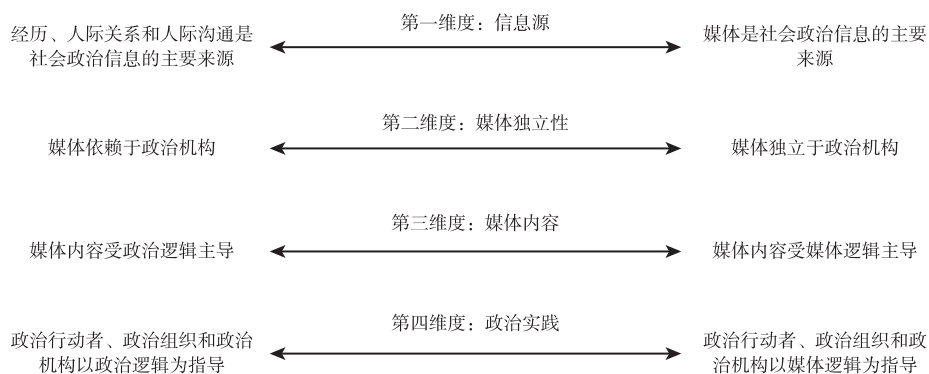 第一维度：信息源
经历、人际关系和人际沟通是
社会政治信息的主要来源
媒体是社会政治信息的主要
来源
第二维度：媒体独立性
媒体依赖于政治机构
媒体独立于政治机构
第三维度：媒体内容
媒体内容受政治逻辑主导
媒体内容受媒体逻辑主导
第四维度：政治实践
政治行动者、政治组织和政治
机构以政治逻辑为指导
政治行动者、政治组织和政
治机构以媒体逻辑为指导